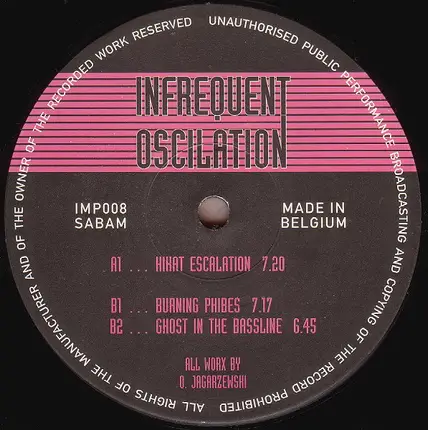 ALL RIGHTS OF THE MANUFACTURER AND OF THE OWNER OF THE RECORDED WORK RESERVED UNAUTHORISED PUBLIC PERFORMANCE BROADCASTING AND COPYING OF THE RECORD PROHIBITED
INFREQUENT
OSCILATION
IMP008
SABAM
MADE IN
BELGIUM
A1 ... HIKAT ESCALATION 7.20
B1 ... BURNING PHIBES 7.17
B2 ... GHOST IN THE BASSLINE 6.45
ALL WORX BY
O. JAGARZEWSKI